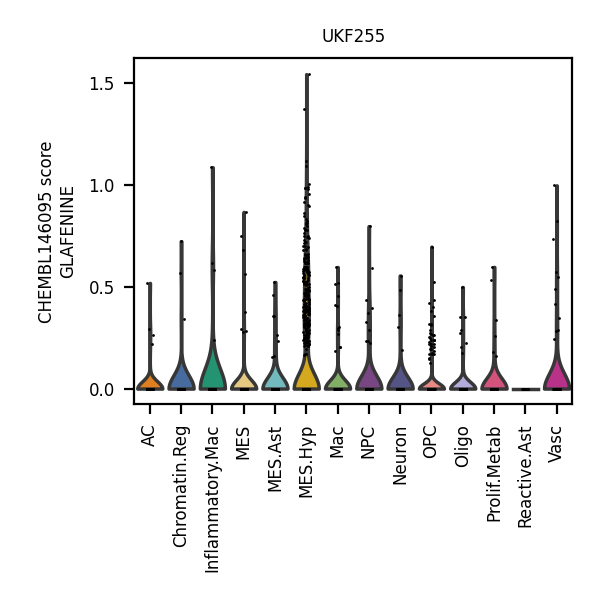 UKF255
CHEMBL146095 score
GLAFENINE
1.5
1.0
0.5
0.0
AC
Chromatin.Reg
Inflammatory.Mac
MES
MES.Ast
MES.Hyp
Mac
NPC
Neuron
OPC
Oligo
Prolif.Metab
Reactive.Ast
Vasc